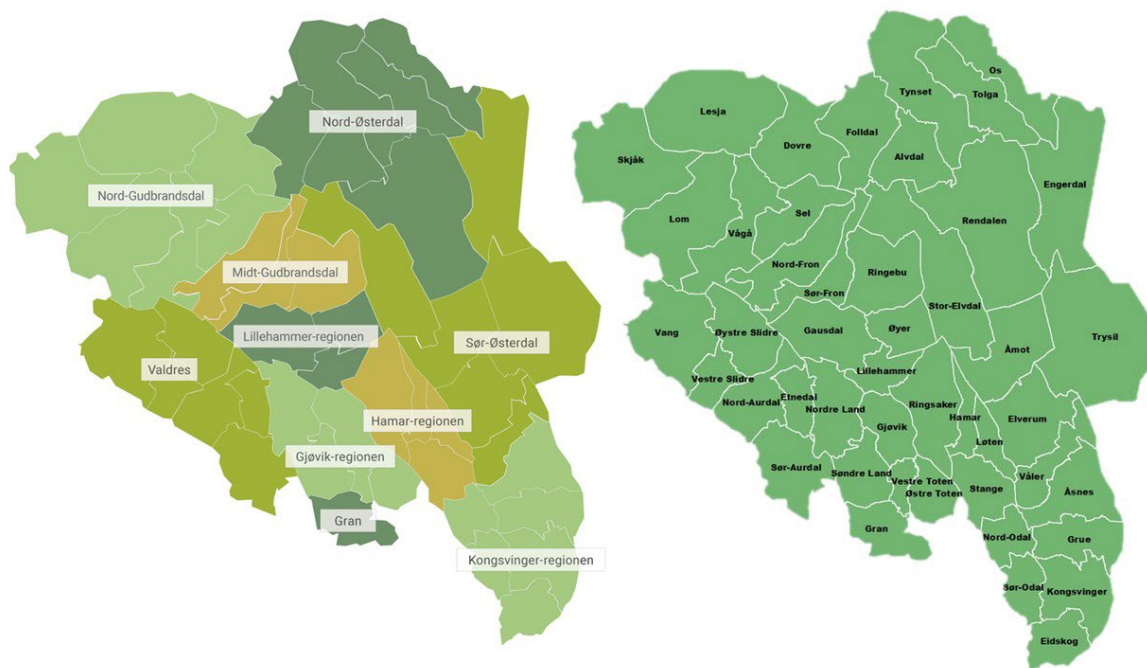 Nord-Østerdal
Nord-Gudbrandsdal
Midt-Gudbrandsdal
Lillehammer-regionen
Sør-Østerdal
Valdres
Hamar-regionen
Gjøvik-regionen
Gran
Kongsvinger-regionen
Os
Tynset
Tolga
Lesja
Folldal
Dovre
Alvdal
Skjåk
Engerdal
Sel
Lom
Rendalen
Vågå
Nord-Fron
Ringebu
Sør-Fron
Stor-Elvdal
Vang
Øystre Slidre
Gausdal
Øyer
Trysil
Åmot
Lillehammer
Vestre Slidre
Etnedal
Ringsaker
Nord-Aurdal
Nordre Land
Hamar
Elverum
Gjøvik
Løten
Sør-Aurdal
Søndre Land
Vestre Toten
Østre Toten
Stange
Våler
Åsnes
Gran
Nord-Odal
Grue
Sør-Odal
Kongsvinger
Eidskog